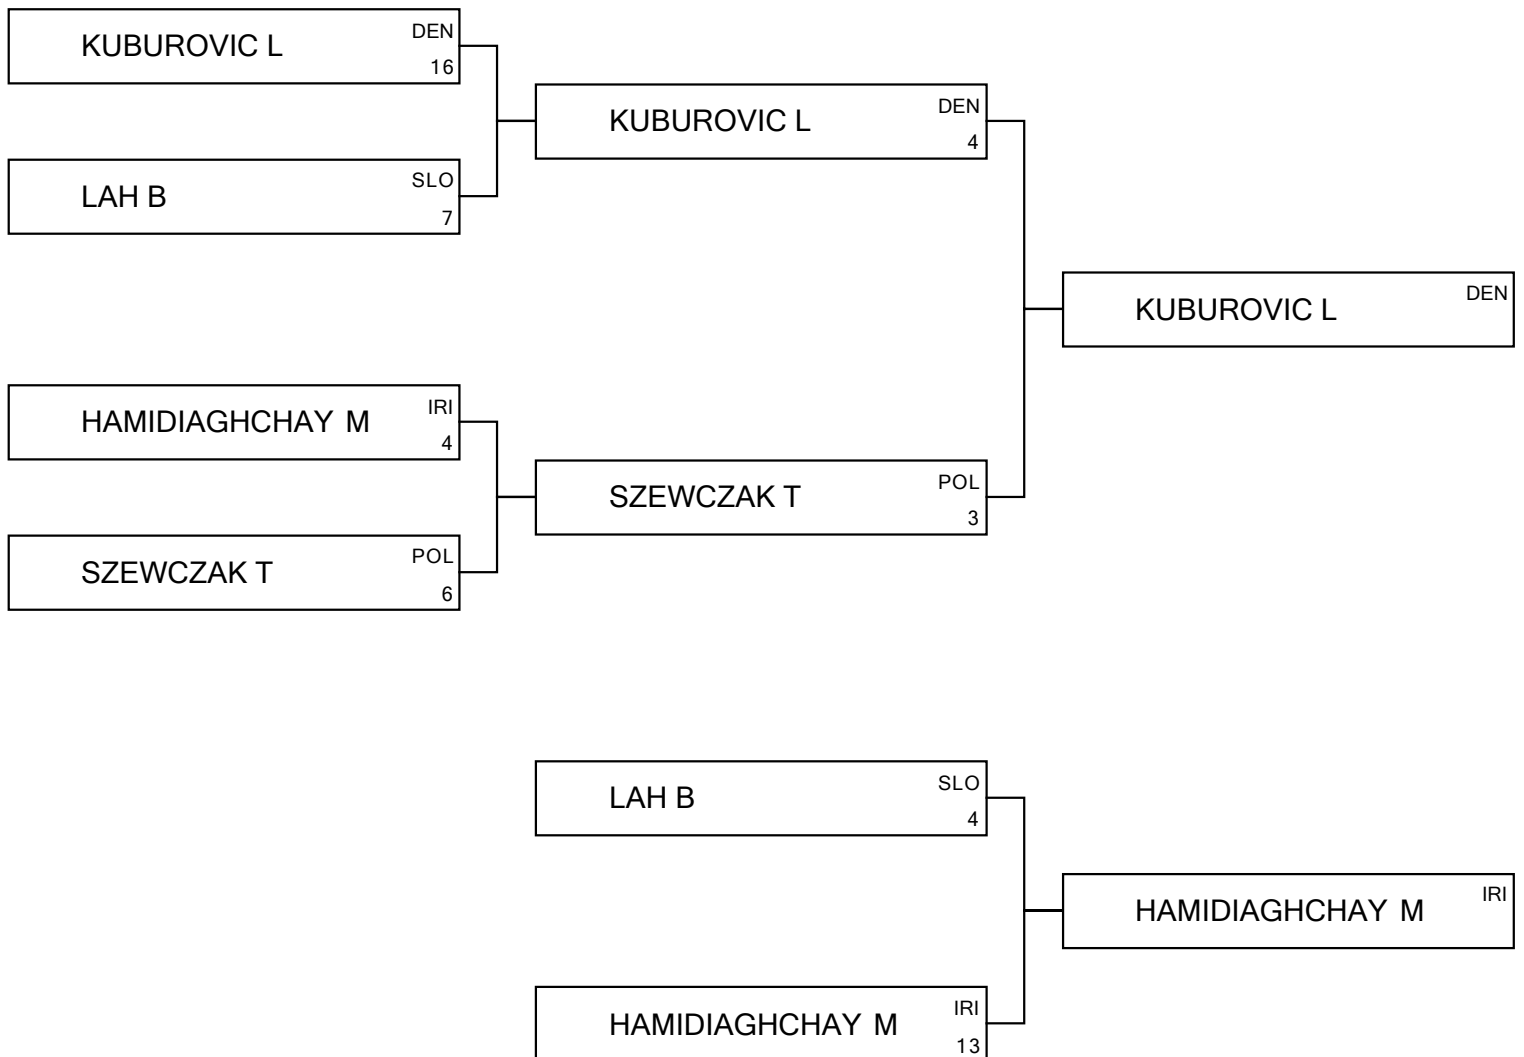 KUBUROVIC L DEN
16
KUBUROVIC L DEN
4
LAH B SLO
7
KUBUROVIC L DEN
HAMIDIAGHCHAY M IRI
4
SZEWCZAK T POL
3
SZEWCZAK T POL
6
LAH B SLO
4
HAMIDIAGHCHAY M IRI
HAMIDIAGHCHAY M IRI
13